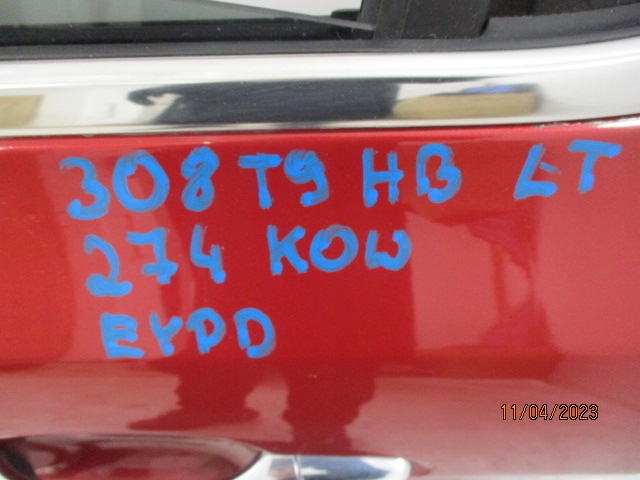 308 T9 HB LT
274 KOW
EYPD
11/04/2023